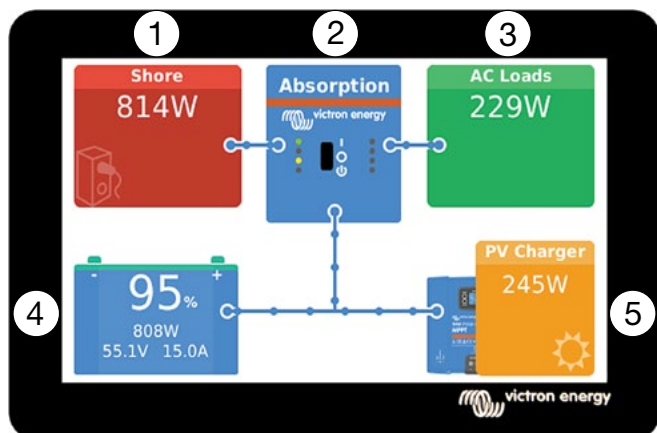 1
2
3
Shore
814W
Absorption
victron energy
AC Loads
229W
4
- +
95%
808W
55.1V 15.0A
PV Charger
245W
MPPT
5
victron energy